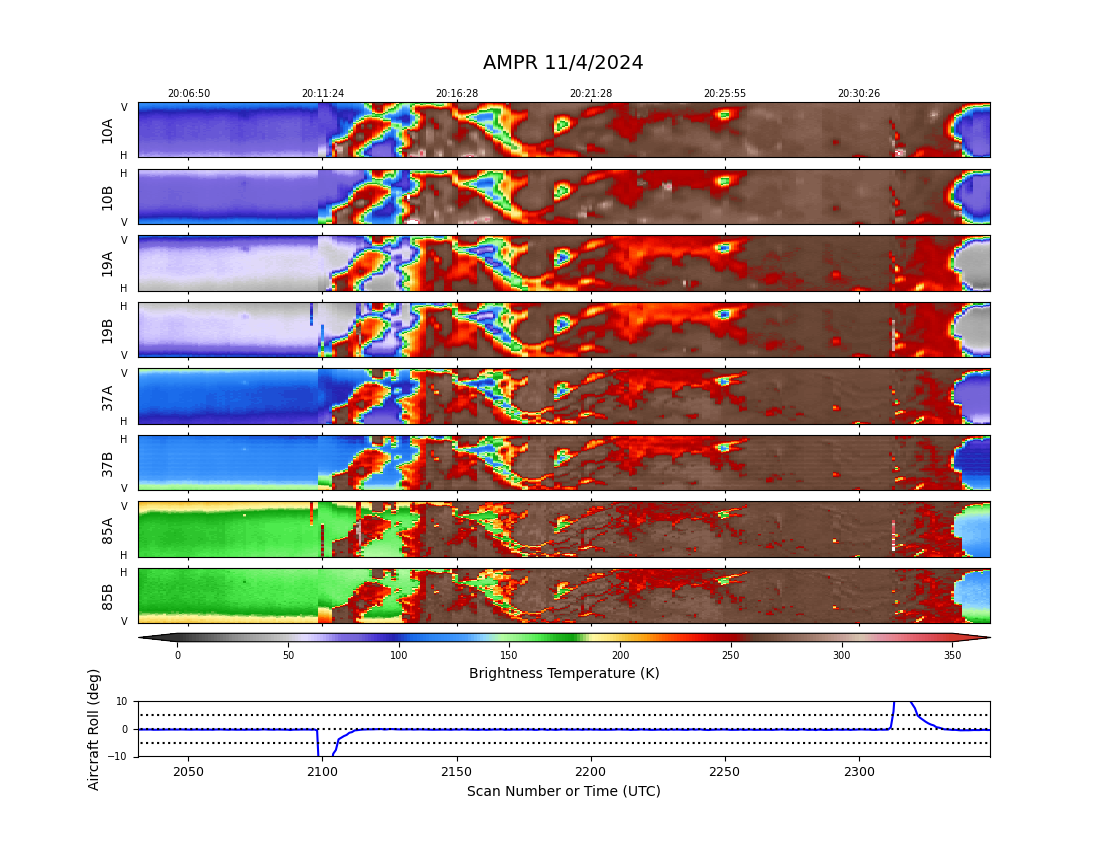 AMPR 11/4/2024
20:06:50 20:11:24 20:16:28 20:21:28 20:25:55 20:30:26
V
10A
H
H
10B
V
V
19A
H
H
19B
V
V
37A
H
H
37B
V
V
85A
H
H
85B
V
0 50 100 150 200 250 300 350
Brightness Temperature (K)
Aircraft Roll (deg)
10
0
−10
2050 2100 2150 2200 2250 2300
Scan Number or Time (UTC)